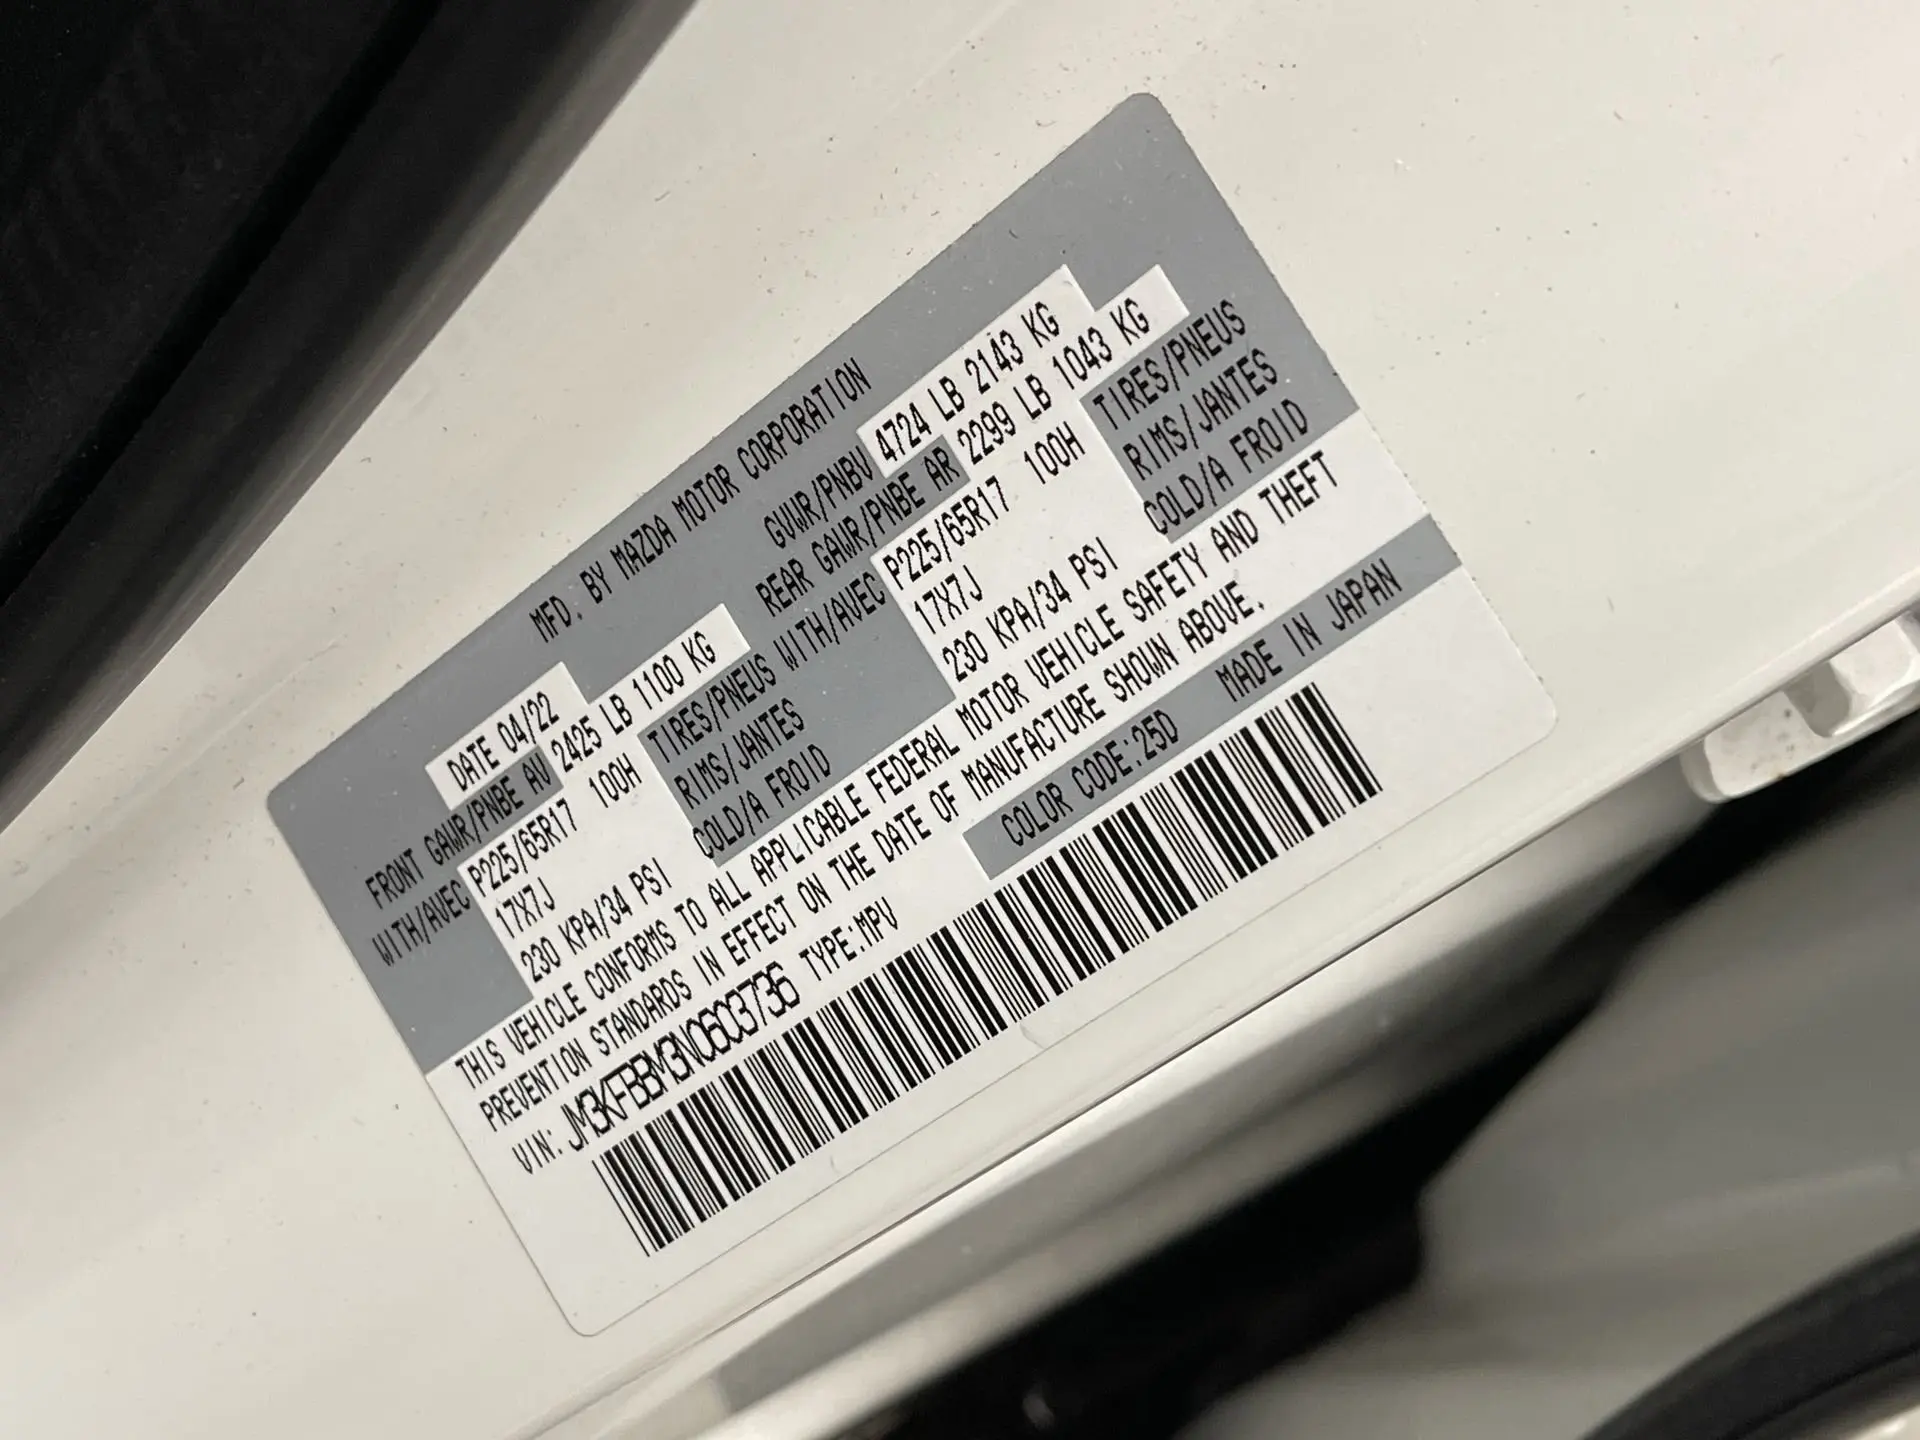 MFD. BY MAZDA MOTOR CORPORATION
DATE 04/22 GVWR/PNBV 4724 LB 2143 KG
FRONT GAWR/PNBE AV 2425 LB 1100 KG REAR GAWR/PNBE AR 2299 LB 1043 KG
WITH/AVEC P225/65R17 100H TIRES/PNEUS WITH/AVEC P225/65R17 100H TIRES/PNEUS
17X7J RIMS/JANTES 17X7J RIMS/JANTES
230 KPA/34 PSI COLD/A FROID 230 KPA/34 PSI COLD/A FROID
THIS VEHICLE CONFORMS TO ALL APPLICABLE FEDERAL MOTOR VEHICLE SAFETY AND THEFT
PREVENTION STANDARDS IN EFFECT ON THE DATE OF MANUFACTURE SHOWN ABOVE.
VIN: JM3KFBBM3N0603736 TYPE:MPV COLOR CODE:25D MADE IN JAPAN